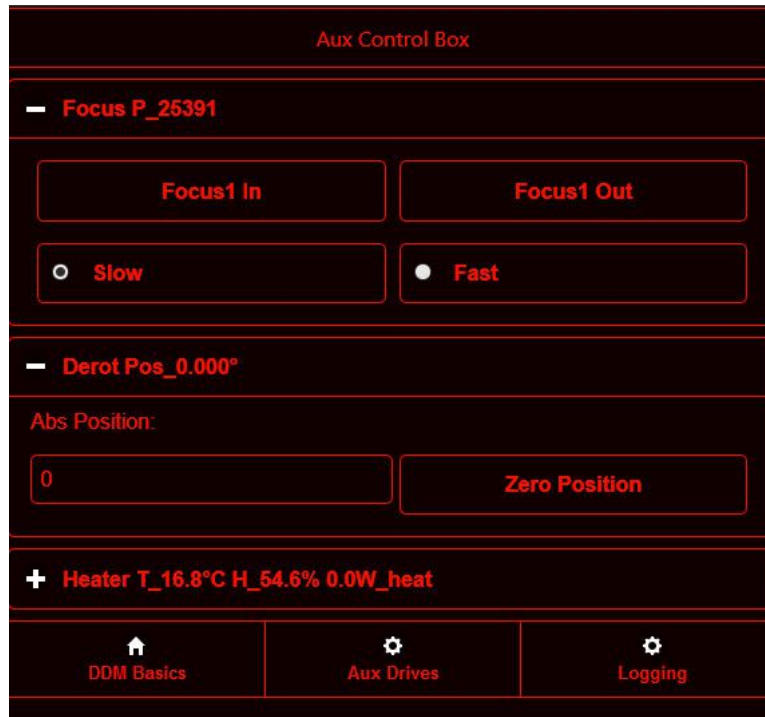 Aux Control Box
Focus P_25391
Focus1 In
Focus1 Out
Slow
Fast
Derot Pos_0.000°
Abs Position:
0
Zero Position
Heater T_16.8°C H_54.6% 0.0W_heat
DDM Basics
Aux Drives
Logging